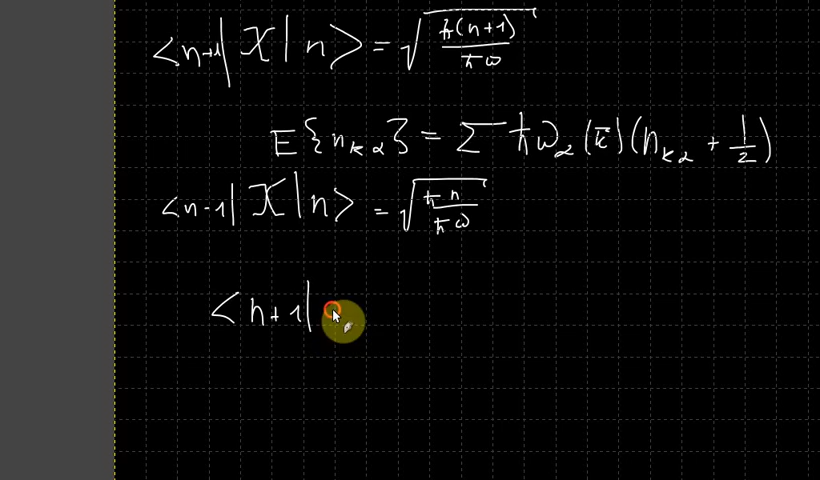 <n+1| X | n> = √(ħ(n+1) / ħω)
E{n_kα} = Σ ħω_α(k̄)(n_kα + 1/2)
<n-1| X | n> = √(ħn / ħω)
<n+1|